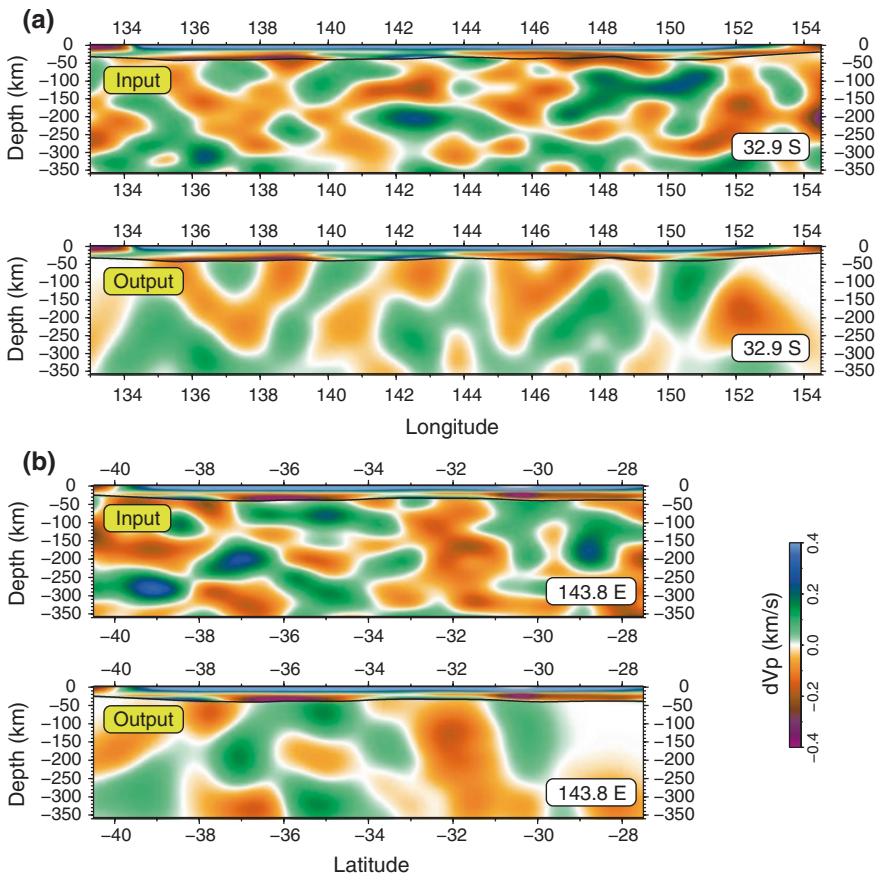 (a)
134 136 138 140 142 144 146 148 150 152 154
Depth (km)
0 0
−50 −50
−100 −100
−150 −150
−200 −200
−250 −250
−300 −300
−350 −350
Input
32.9 S
134 136 138 140 142 144 146 148 150 152 154
134 136 138 140 142 144 146 148 150 152 154
Depth (km)
0 0
−50 −50
−100 −100
−150 −150
−200 −200
−250 −250
−300 −300
−350 −350
Output
32.9 S
134 136 138 140 142 144 146 148 150 152 154
Longitude
(b)
−40 −38 −36 −34 −32 −30 −28
Depth (km)
0 0
−50 −50
−100 −100
−150 −150
−200 −200
−250 −250
−300 −300
−350 −350
Input
143.8 E
−40 −38 −36 −34 −32 −30 −28
−40 −38 −36 −34 −32 −30 −28
Depth (km)
0 0
−50 −50
−100 −100
−150 −150
−200 −200
−250 −250
−300 −300
−350 −350
Output
143.8 E
−40 −38 −36 −34 −32 −30 −28
Latitude
dVp (km/s)
0.4
0.2
0.0
−0.2
−0.4